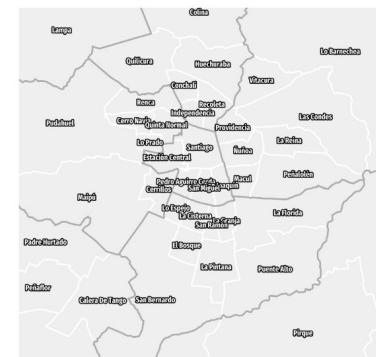 Colina
Lampa
Lo Barnechea
Quilicura
Huechuraba
Vitacura
Conchalí
Renca
Recoleta
Independencia
Las Condes
Cerro Navia
Quinta Normal
Pudahuel
Providencia
Lo Prado
La Reina
Santiago
Ñuñoa
Estación Central
Peñalolén
Macul
Pedro Aguirre Cerda
San Joaquín
Cerrillos
San Miguel
Maipú
Lo Espejo
La Cisterna
La Granja
La Florida
San Ramón
Padre Hurtado
El Bosque
La Pintana
Puente Alto
Peñaflor
Calera De Tango
San Bernardo
Pirque